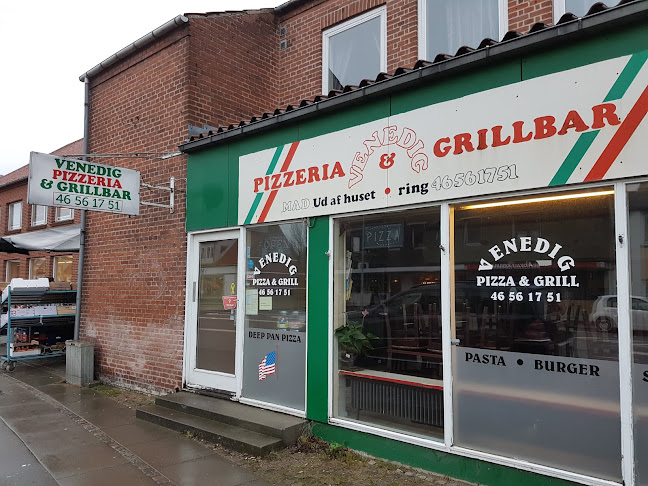 VENEDIG
PIZZERIA
& GRILLBAR
46 56 17 51
PIZZERIA VENEDIG & GRILLBAR
MAD Ud af huset • ring 46561751
VENEDIG
PIZZA & GRILL
46 56 17 51
DEEP PAN PIZZA
PIZZA
VENEDIG
PIZZA & GRILL
46 56 17 51
PASTA • BURGER
S